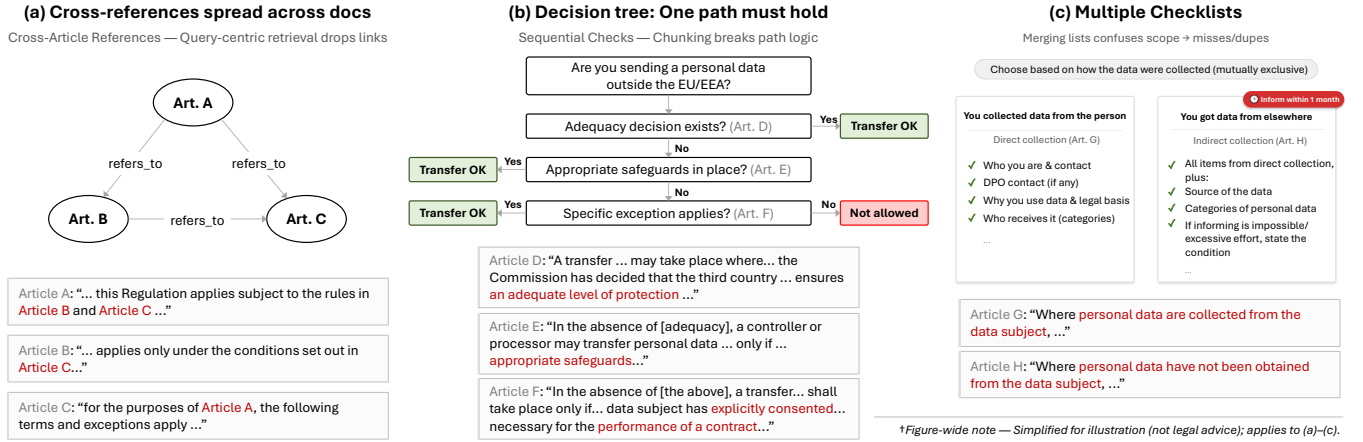 (a) Cross-references spread across docs
Cross-Article References — Query-centric retrieval drops links
Art. A
refers_to
refers_to
Art. B
refers_to
Art. C
Article A: “... this Regulation applies subject to the rules in
Article B and Article C ...”
Article B: “... applies only under the conditions set out in
Article C...”
Article C: “for the purposes of Article A, the following
terms and exceptions apply ...”
(b) Decision tree: One path must hold
Sequential Checks — Chunking breaks path logic
Are you sending a personal data
outside the EU/EEA?
Adequacy decision exists? (Art. D)
Yes
Transfer OK
No
Transfer OK
Yes
Appropriate safeguards in place? (Art. E)
No
Transfer OK
Yes
Specific exception applies? (Art. F)
No
Not allowed
Article D: “A transfer ... may take place where... the
Commission has decided that the third country ... ensures
an adequate level of protection ...”
Article E: “In the absence of [adequacy], a controller or
processor may transfer personal data ... only if ...
appropriate safeguards...”
Article F: “In the absence of [the above], a transfer... shall
take place only if... data subject has explicitly consented...
necessary for the performance of a contract...”
(c) Multiple Checklists
Merging lists confuses scope → misses/dupes
Choose based on how the data were collected (mutually exclusive)
You collected data from the person
Direct collection (Art. G)
✓ Who you are & contact
✓ DPO contact (if any)
✓ Why you use data & legal basis
✓ Who receives it (categories)
...
Inform within 1 month
You got data from elsewhere
Indirect collection (Art. H)
✓ All items from direct collection,
plus:
✓ Source of the data
✓ Categories of personal data
✓ If informing is impossible/
excessive effort, state the
condition
...
Article G: “Where personal data are collected from the
data subject, ...”
Article H: “Where personal data have not been obtained
from the data subject, ...”
†Figure-wide note — Simplified for illustration (not legal advice); applies to (a)–(c).